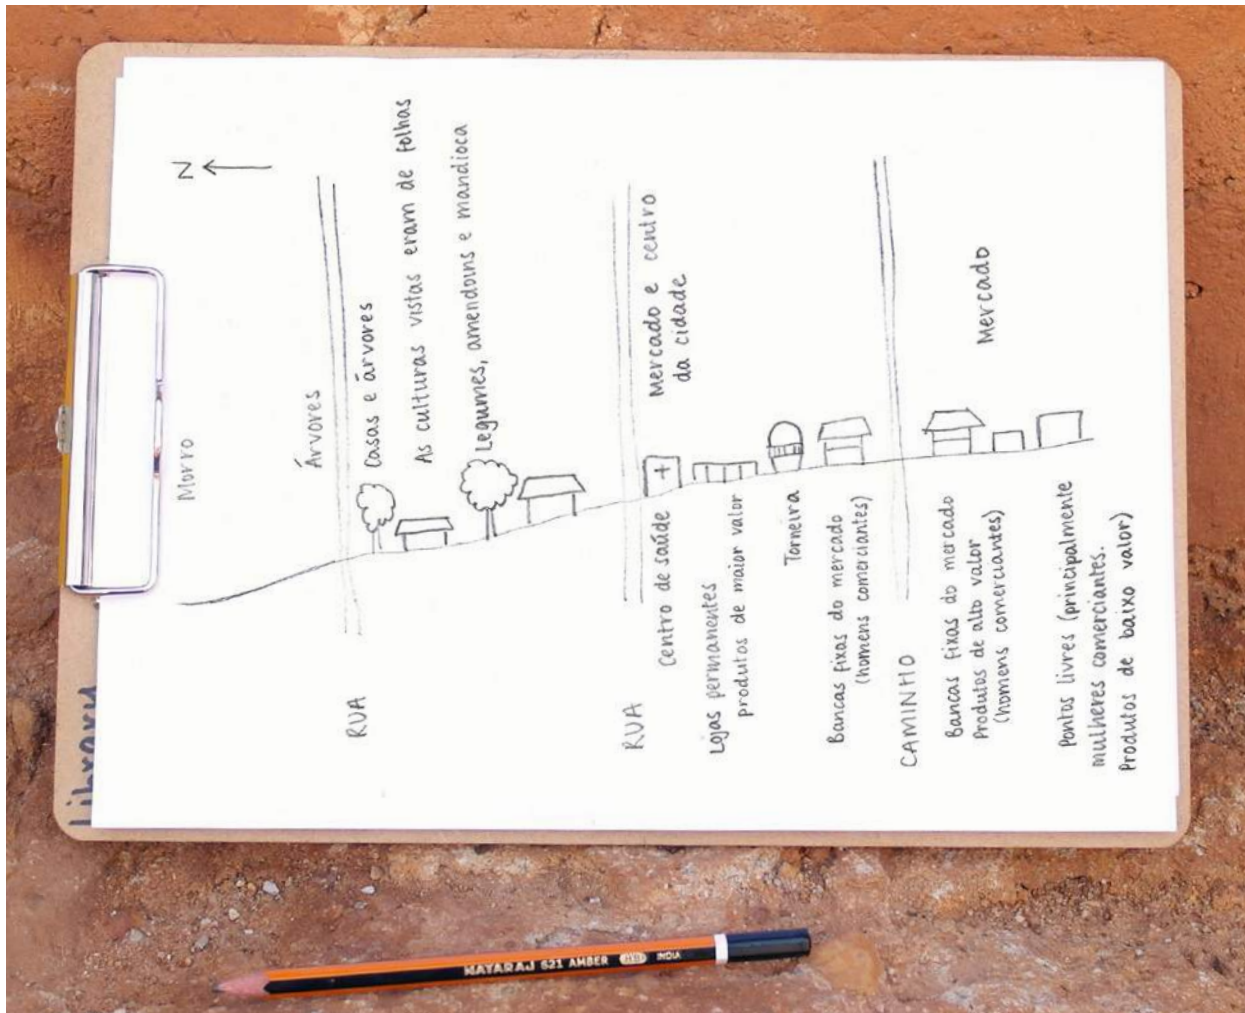 Library
N
Morro
Árvores
RUA
Casas e árvores
As culturas vistas eram de folhas
Legumes, amendoins e mandioca
RUA
Mercado e centro
da cidade
Centro de saúde
Lojas permanentes
produtos de maior valor
Torneira
Bancas fixas do mercado
(homens comerciantes)
CAMINHO
Mercado
Bancas fixas do mercado
Produtos de alto valor
(homens comerciantes)
Pontos livres (principalmente
mulheres comerciantes.
Produtos de baixo valor)
NATARAJ 621 AMBER HB INDIA